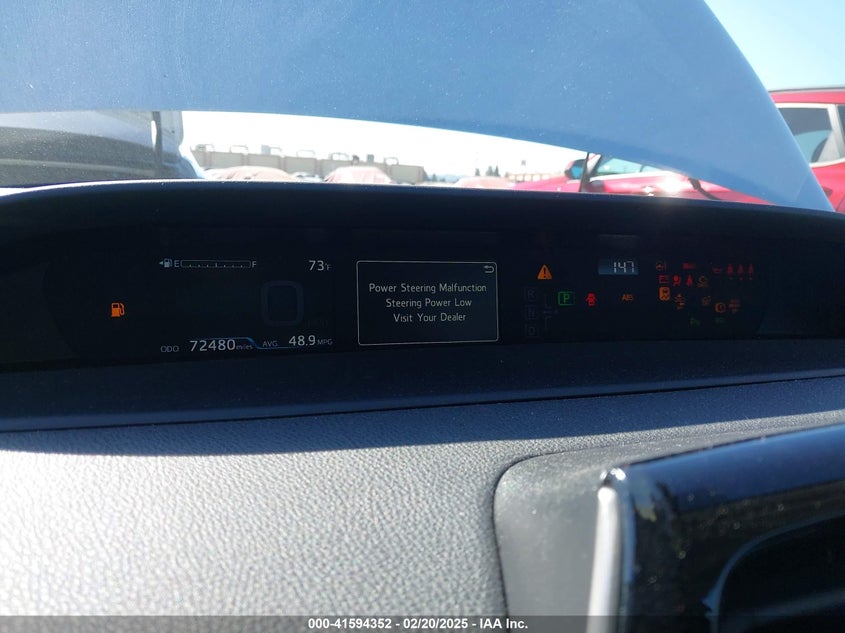 E F
73°F
147
Power Steering Malfunction
Steering Power Low
Visit Your Dealer
R
N
D
P
ABS
ODO 72480 miles AVG 48.9 MPG
000-41594352 - 02/20/2025 - IAA Inc.